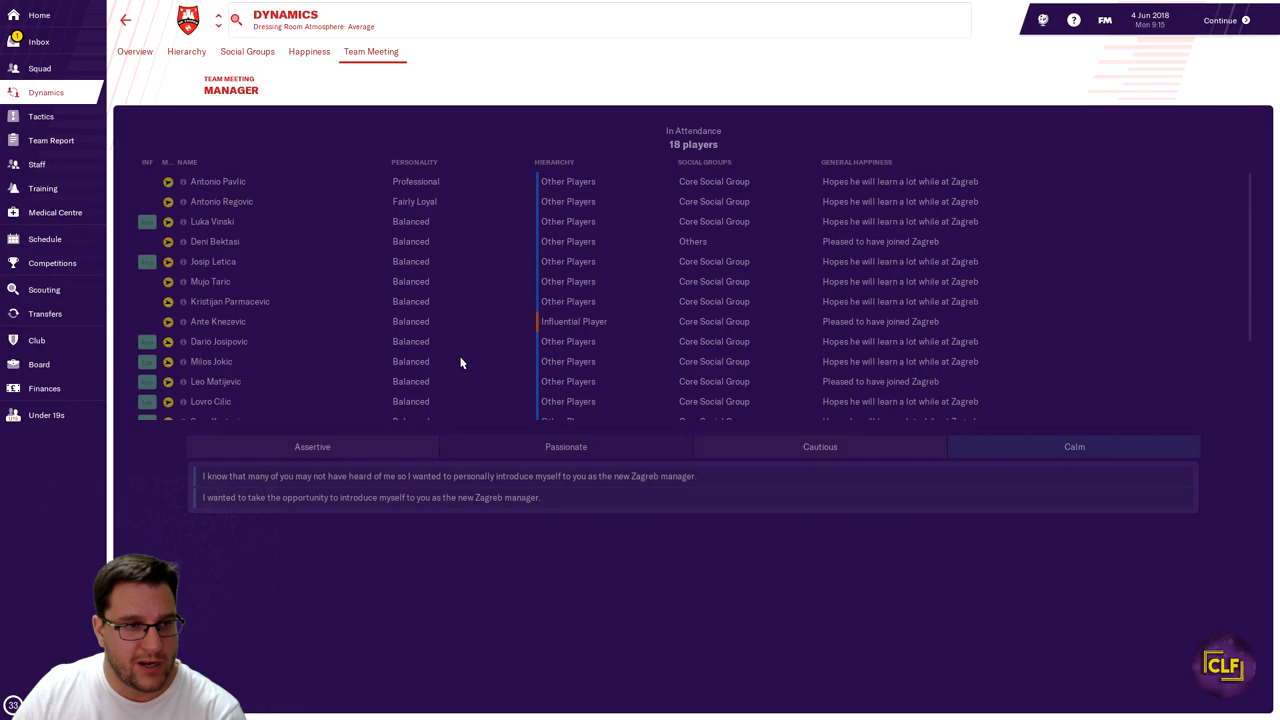 Home
DYNAMICS
Dressing Room Atmosphere: Average
? FM 4 Jun 2018 Continue
Mon 9:15
1
Inbox
Overview Hierarchy Social Groups Happiness Team Meeting
Squad
Dynamics
TEAM MEETING
MANAGER
Tactics
Team Report
Staff
Training
Medical Centre
Schedule
Competitions
Scouting
Transfers
Club
Board
Finances
Under 19s
In Attendance
18 players
INF M... NAME PERSONALITY HIERARCHY SOCIAL GROUPS GENERAL HAPPINESS
Antonio Pavlic Professional Other Players Core Social Group Hopes he will learn a lot while at Zagreb
Antonio Regovic Fairly Loyal Other Players Core Social Group Hopes he will learn a lot while at Zagreb
Luka Vinski Balanced Other Players Core Social Group Hopes he will learn a lot while at Zagreb
Deni Bektasi Balanced Other Players Others Pleased to have joined Zagreb
Josip Letica Balanced Other Players Core Social Group Hopes he will learn a lot while at Zagreb
Mujo Taric Balanced Other Players Core Social Group Hopes he will learn a lot while at Zagreb
Kristijan Parmacevic Balanced Other Players Core Social Group Hopes he will learn a lot while at Zagreb
Ante Knezevic Balanced Influential Player Core Social Group Pleased to have joined Zagreb
Dario Josipovic Balanced Other Players Core Social Group Hopes he will learn a lot while at Zagreb
Milos Jokic Balanced Other Players Core Social Group Hopes he will learn a lot while at Zagreb
Leo Matijevic Balanced Other Players Core Social Group Pleased to have joined Zagreb
Lovro Cilic Balanced Other Players Core Social Group Hopes he will learn a lot while at Zagreb
Assertive Passionate Cautious Calm
I know that many of you may not have heard of me so I wanted to personally introduce myself to you as the new Zagreb manager.
I wanted to take the opportunity to introduce myself to you as the new Zagreb manager.
CLF
33